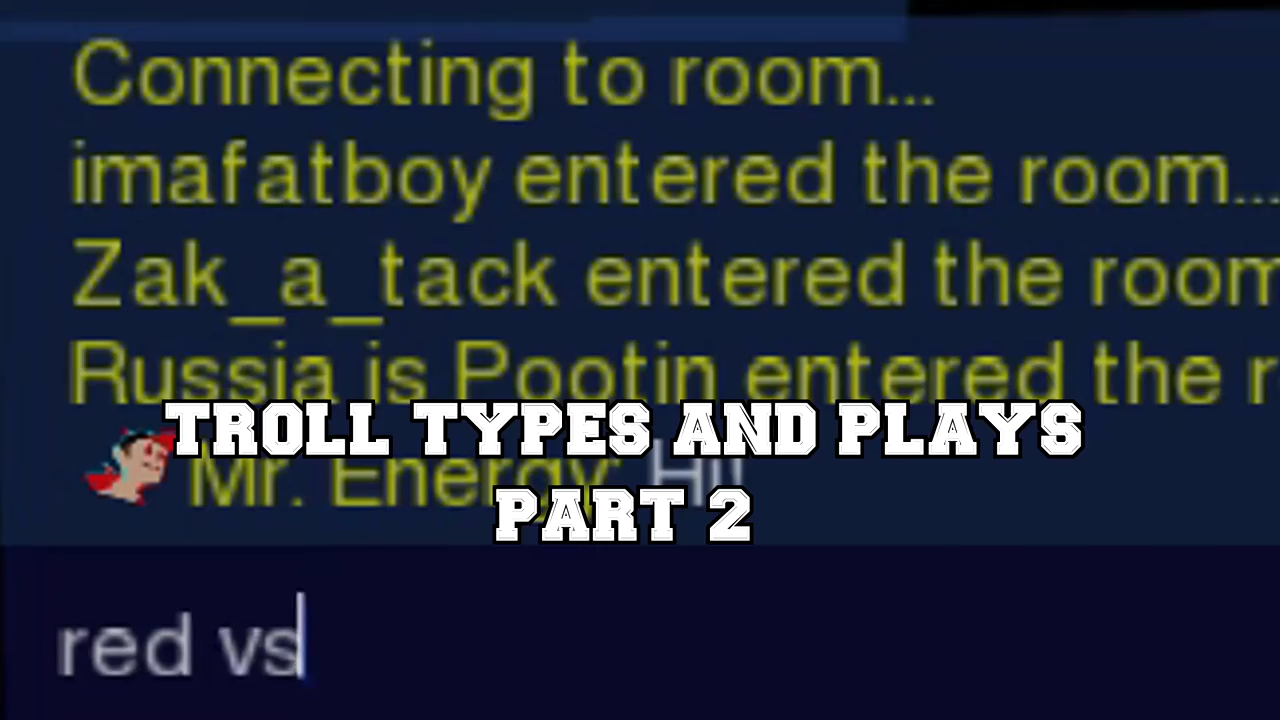 Connecting to room...
imafatboy entered the room...
Zak_a_tack entered the room
Russia is Pootin entered the r
TROLL TYPES AND PLAYS
Mr. Energy: Hi!
PART 2
red vs